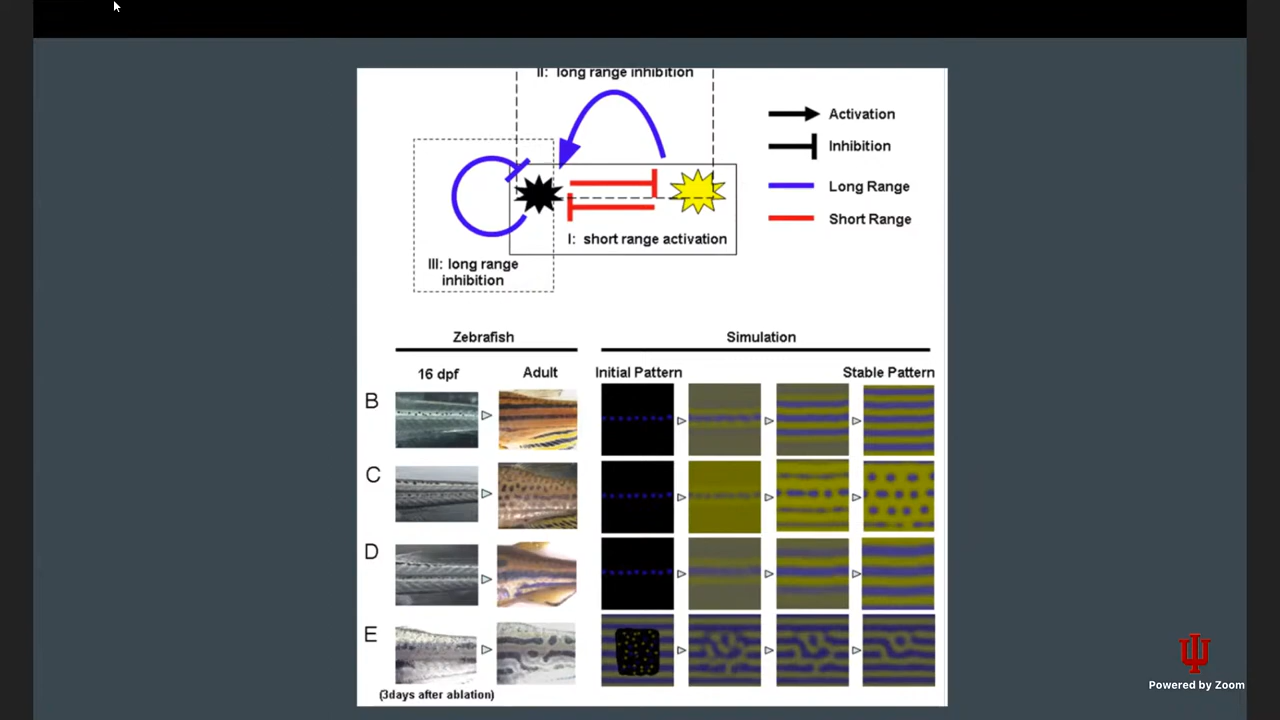 II: long range inhibition
Activation
Inhibition
Long Range
Short Range
I: short range activation
III: long range
inhibition
Zebrafish
Simulation
16 dpf
Adult
Initial Pattern
Stable Pattern
B
C
D
E
(3days after ablation)
Powered by Zoom